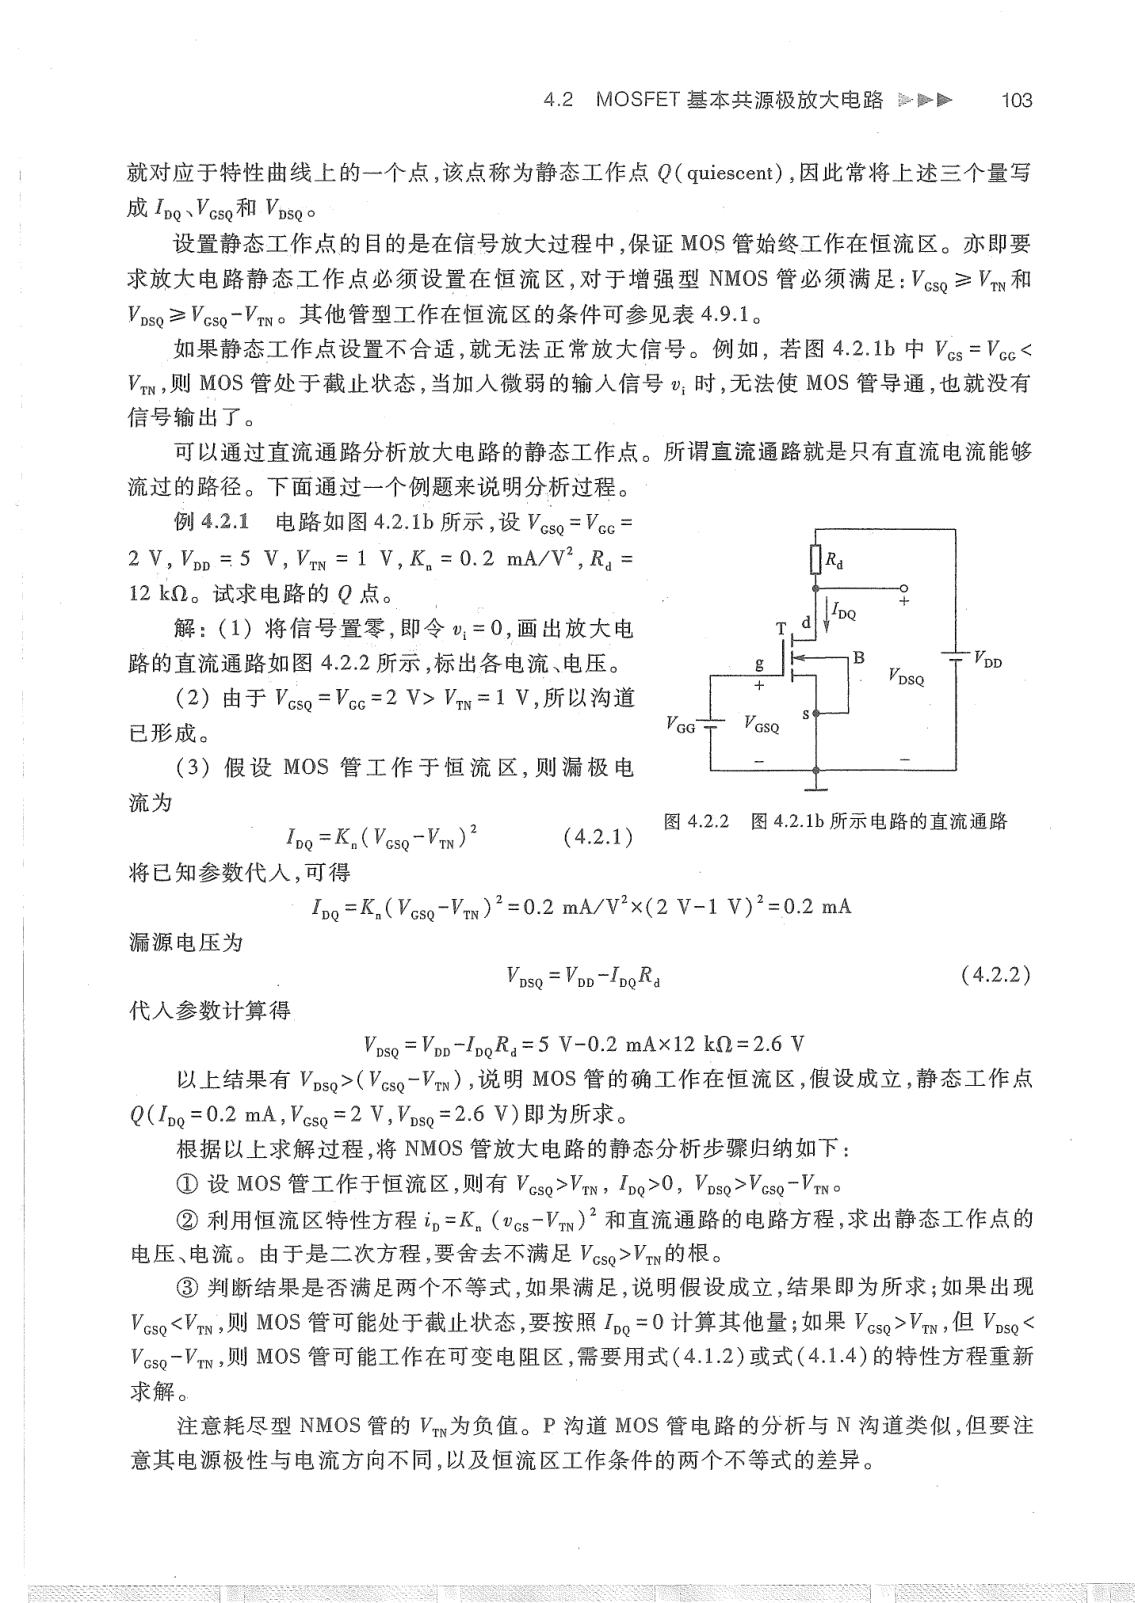 4.2 MOSFET 基本共源极放大电路 ▶▶▶ 103
就对应于特性曲线上的一个点,该点称为静态工作点 Q(quiescent),因此常将上述三个量写
成 I_DQ、V_GSQ和 V_DSQ。
设置静态工作点的目的是在信号放大过程中,保证 MOS 管始终工作在恒流区。亦即要
求放大电路静态工作点必须设置在恒流区,对于增强型 NMOS 管必须满足:V_GSQ≥V_TN和
V_DSQ≥V_GSQ-V_TN。其他管型工作在恒流区的条件可参见表 4.9.1。
如果静态工作点设置不合适,就无法正常放大信号。例如, 若图 4.2.1b 中 V_GS=V_GG<
V_TN,则 MOS 管处于截止状态,当加入微弱的输入信号 v_i 时,无法使 MOS 管导通,也就没有
信号输出了。
可以通过直流通路分析放大电路的静态工作点。所谓直流通路就是只有直流电流能够
流过的路径。下面通过一个例题来说明分析过程。
例 4.2.1 电路如图 4.2.1b 所示,设 V_GSQ=V_GG=
2 V, V_DD = 5 V, V_TN = 1 V, K_n = 0.2 mA/V², R_d =
12 kΩ。试求电路的 Q 点。
解:(1) 将信号置零,即令 v_i=0,画出放大电
路的直流通路如图 4.2.2 所示,标出各电流、电压。
(2) 由于 V_GSQ=V_GG=2 V> V_TN=1 V,所以沟道
已形成。
(3) 假设 MOS 管工作于恒流区,则漏极电
流为
I_DQ=K_n(V_GSQ-V_TN)² (4.2.1)
R_d
+
I_DQ
d
T
B
g
+
V_DSQ
V_DD
s
V_GG
V_GSQ
-
-
图 4.2.2 图 4.2.1b 所示电路的直流通路
将已知参数代入,可得
I_DQ=K_n(V_GSQ-V_TN)²=0.2 mA/V²×(2 V-1 V)²=0.2 mA
漏源电压为
V_DSQ=V_DD-I_DQR_d (4.2.2)
代入参数计算得
V_DSQ=V_DD-I_DQR_d=5 V-0.2 mA×12 kΩ=2.6 V
以上结果有 V_DSQ>(V_GSQ-V_TN),说明 MOS 管的确工作在恒流区,假设成立,静态工作点
Q(I_DQ=0.2 mA,V_GSQ=2 V,V_DSQ=2.6 V)即为所求。
根据以上求解过程,将 NMOS 管放大电路的静态分析步骤归纳如下:
① 设 MOS 管工作于恒流区,则有 V_GSQ>V_TN, I_DQ>0, V_DSQ>V_GSQ-V_TN。
② 利用恒流区特性方程 i_D=K_n (v_GS-V_TN)² 和直流通路的电路方程,求出静态工作点的
电压、电流。由于是二次方程,要舍去不满足 V_GSQ>V_TN的根。
③ 判断结果是否满足两个不等式,如果满足,说明假设成立,结果即为所求;如果出现
V_GSQ<V_TN,则 MOS 管可能处于截止状态,要按照 I_DQ=0 计算其他量;如果 V_GSQ>V_TN,但 V_DSQ<
V_GSQ-V_TN,则 MOS 管可能工作在可变电阻区,需要用式(4.1.2)或式(4.1.4)的特性方程重新
求解。
注意耗尽型 NMOS 管的 V_TN为负值。P 沟道 MOS 管电路的分析与 N 沟道类似,但要注
意其电源极性与电流方向不同,以及恒流区工作条件的两个不等式的差异。